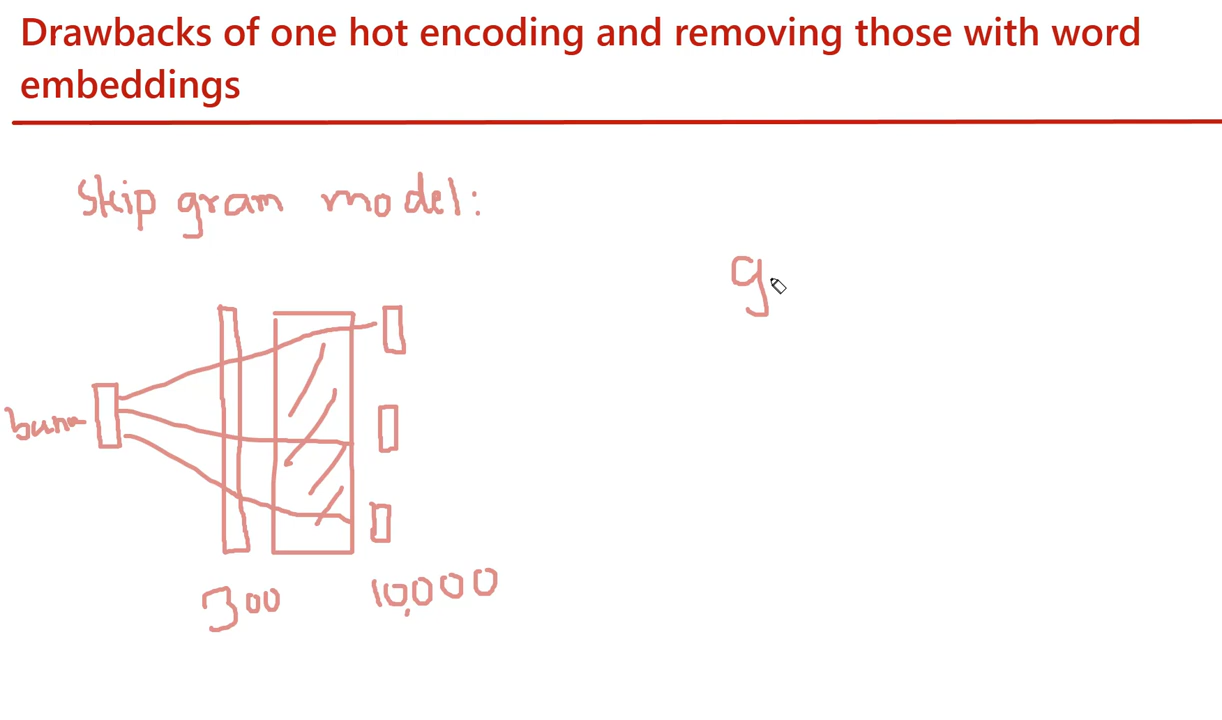 Drawbacks of one hot encoding and removing those with word
embeddings
Skip gram model:
g
300
10,000